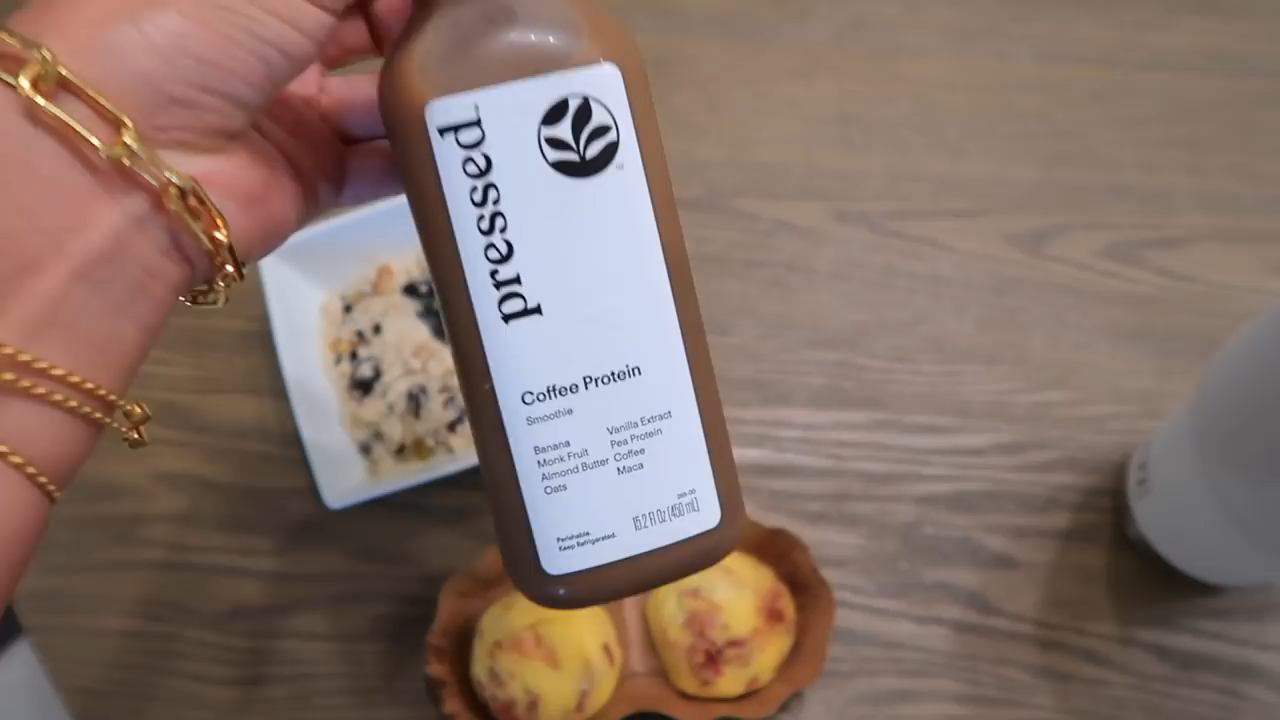 pressed.
Coffee Protein
Smoothie
Banana
Monk Fruit
Almond Butter
Oats
Vanilla Extract
Pea Protein
Coffee
Maca
Perishable.
Keep Refrigerated.
15.2 Fl Oz (450 mL)